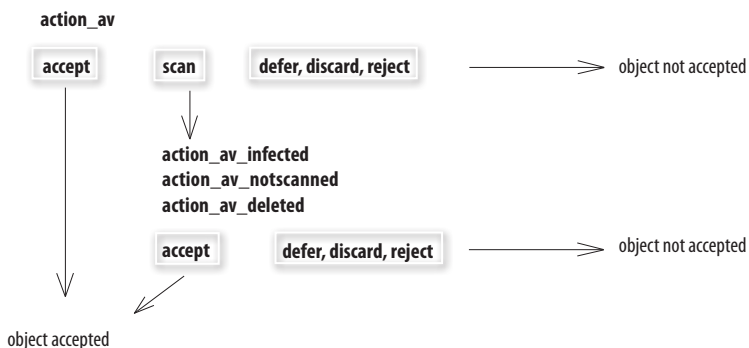 action_av
accept scan defer, discard, reject object not accepted
action_av_infected
action_av_notscanned
action_av_deleted
accept defer, discard, reject object not accepted
object accepted